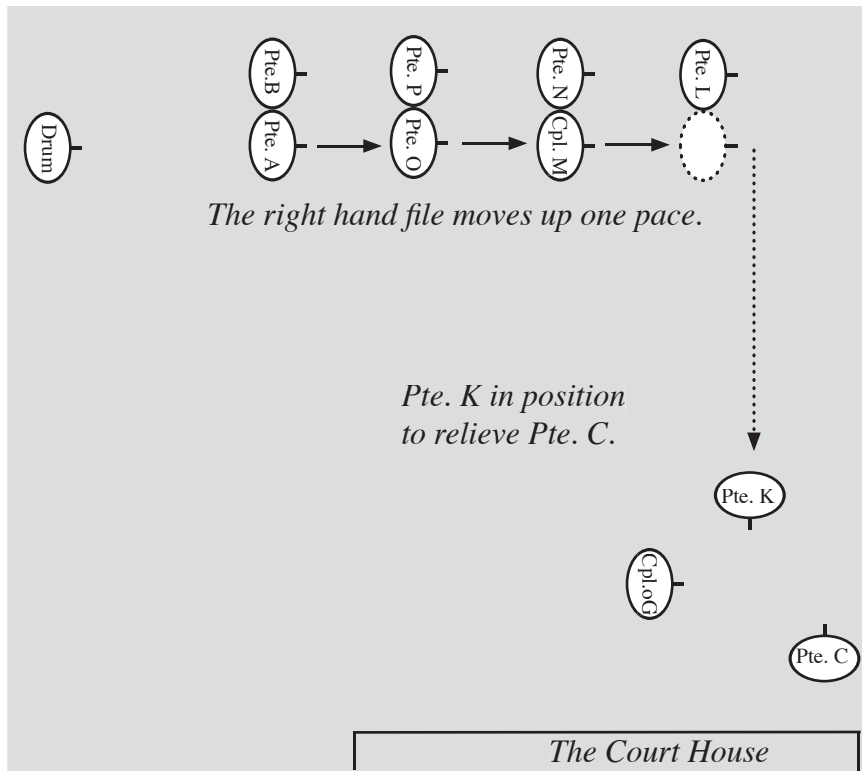 Pte.B
Pte. P
Pte. N
Pte. L
Drum
Pte. A
Pte. O
Cpl. M
The right hand file moves up one pace.
Pte. K in position
to relieve Pte. C.
Pte. K
Cpl.oG
Pte. C
The Court House